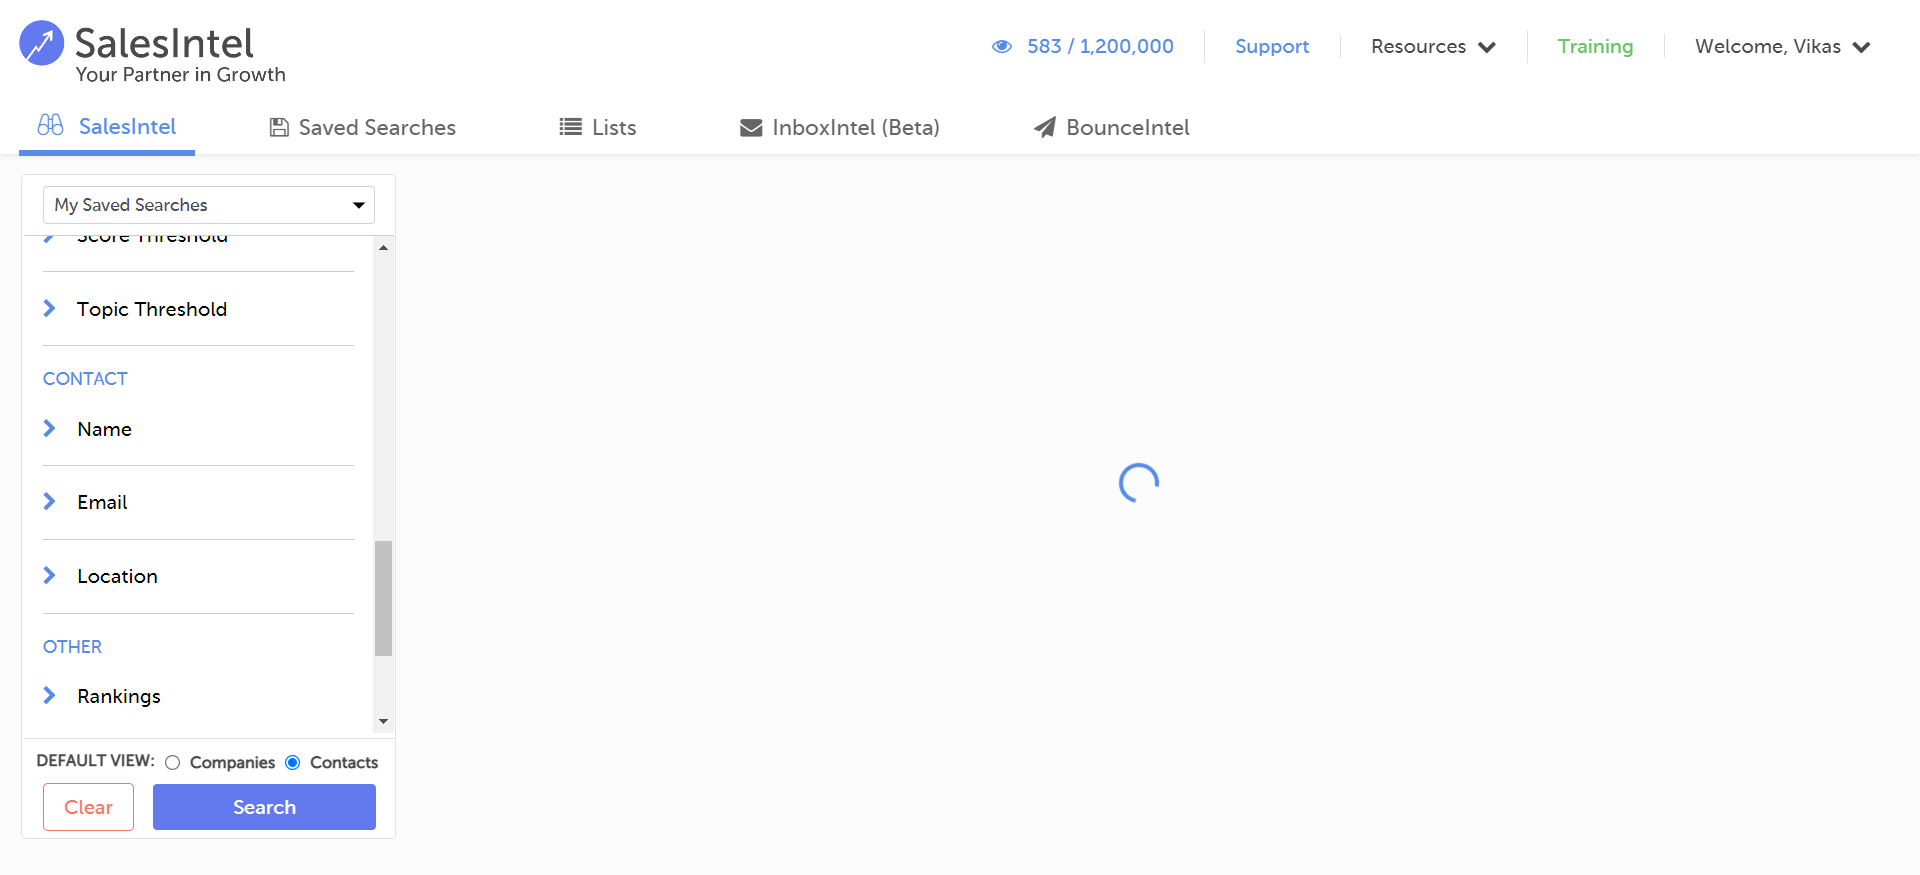 SalesIntel
Your Partner in Growth
583 / 1,200,000
Support
Resources
Training
Welcome, Vikas
SalesIntel
Saved Searches
Lists
InboxIntel (Beta)
BounceIntel
My Saved Searches
Score Threshold
Topic Threshold
CONTACT
Name
Email
Location
OTHER
Rankings
DEFAULT VIEW: Companies Contacts
Clear
Search